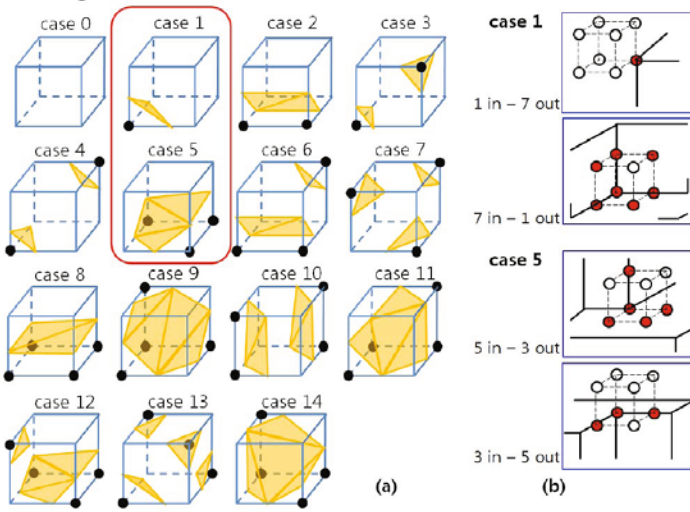 case 0
case 1
case 2
case 3
case 4
case 5
case 6
case 7
case 8
case 9
case 10
case 11
case 12
case 13
case 14
(a)
case 1
1 in – 7 out
7 in – 1 out
case 5
5 in – 3 out
3 in – 5 out
(b)